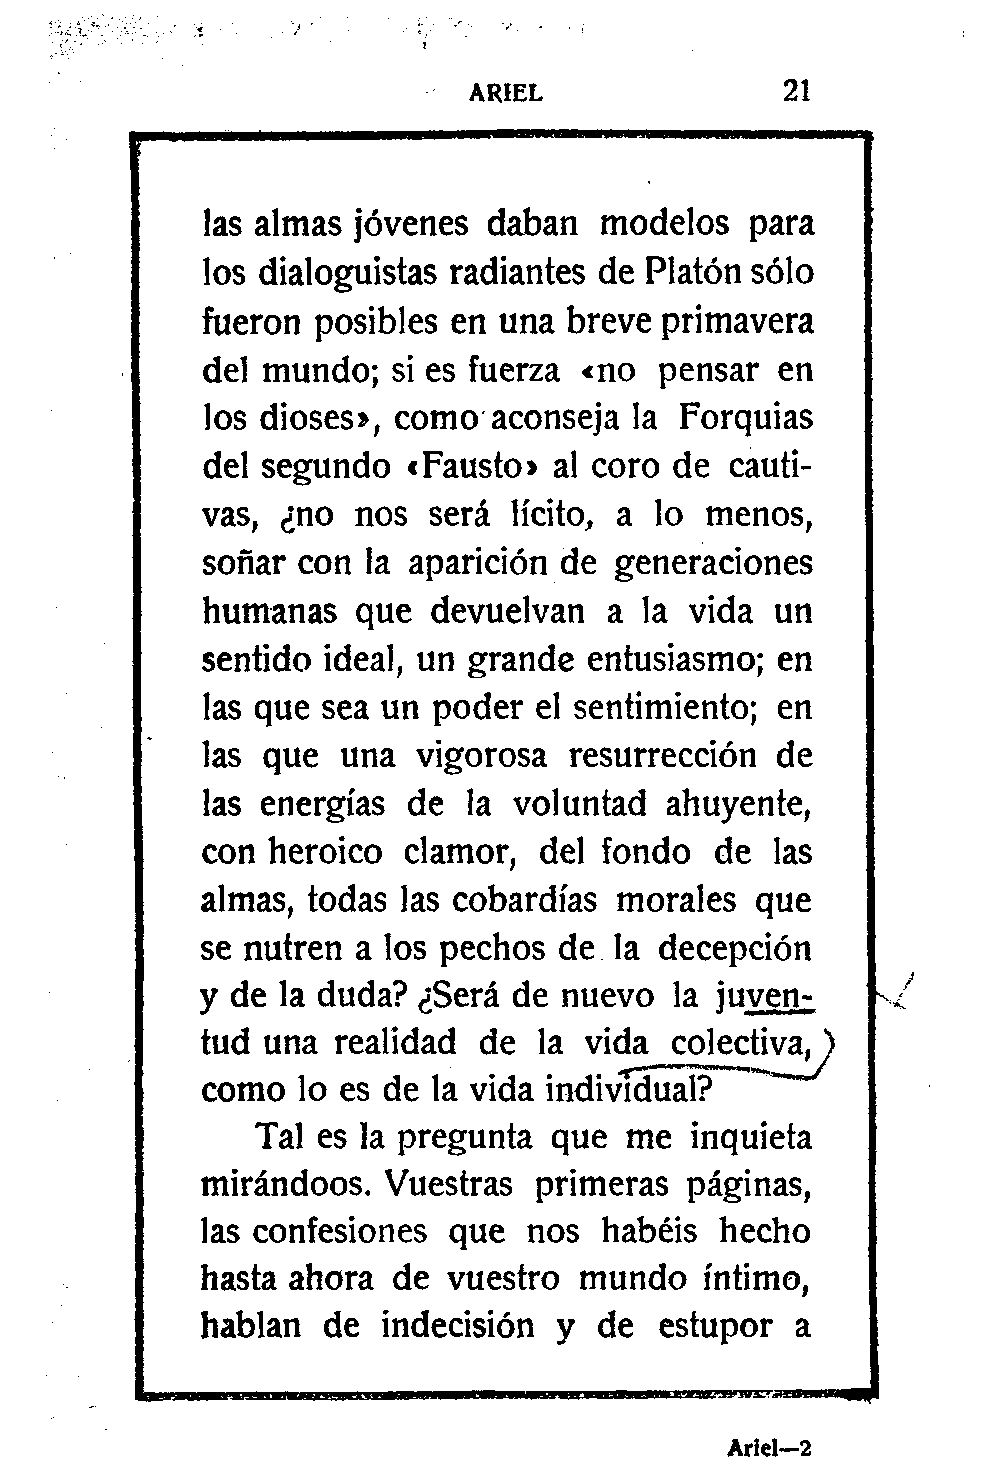 ARIEL 21
las almas jóvenes daban modelos para
los dialoguistas radiantes de Platón sólo
fueron posibles en una breve primavera
del mundo; si es fuerza «no pensar en
los dioses», como aconseja la Forquias
del segundo «Fausto» al coro de cauti-
vas, ¿no nos será lícito, a lo menos,
soñar con la aparición de generaciones
humanas que devuelvan a la vida un
sentido ideal, un grande entusiasmo; en
las que sea un poder el sentimiento; en
las que una vigorosa resurrección de
las energías de la voluntad ahuyente,
con heroico clamor, del fondo de las
almas, todas las cobardías morales que
se nutren a los pechos de la decepción
y de la duda? ¿Será de nuevo la juven-
tud una realidad de la vida colectiva,
como lo es de la vida individual?
Tal es la pregunta que me inquieta
mirándoos. Vuestras primeras páginas,
las confesiones que nos habéis hecho
hasta ahora de vuestro mundo íntimo,
hablan de indecisión y de estupor a
Ariel—2